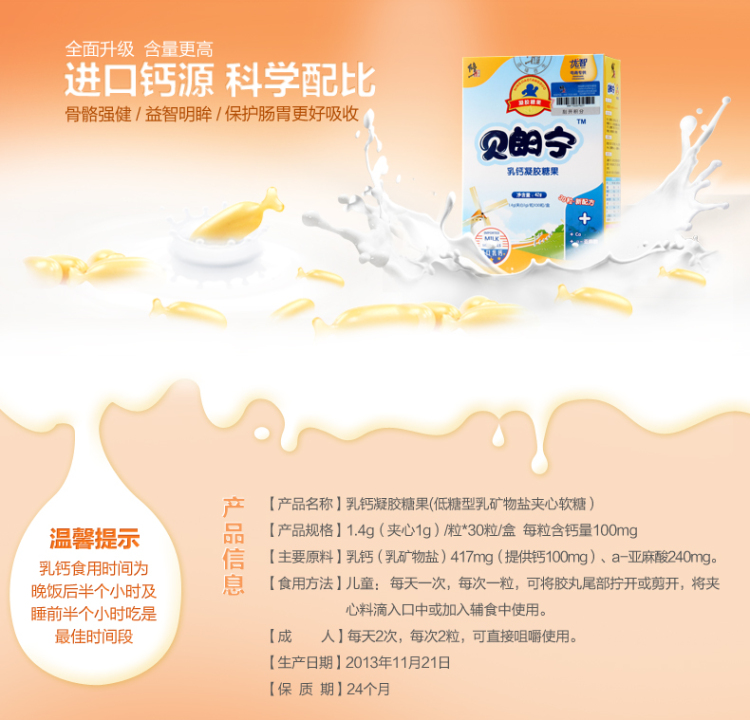 全面升级 含量更高
进口钙源 科学配比
骨骼强健 / 益智明眸 / 保护肠胃更好吸收
贝朗宁
TM
乳钙凝胶糖果
新配方
MILK
产品信息
【产品名称】乳钙凝胶糖果(低糖型乳矿物盐夹心软糖)
【产品规格】1.4g（夹心1g）/粒*30粒/盒 每粒含钙量100mg
【主要原料】乳钙（乳矿物盐）417mg（提供钙100mg）、a-亚麻酸240mg。
【食用方法】儿童： 每天一次，每次一粒，可将胶丸尾部拧开或剪开，将夹
心料滴入口中或加入辅食中使用。
【成 人】每天2次，每次2粒，可直接咀嚼使用。
【生产日期】2013年11月21日
【保 质 期】24个月
温馨提示
乳钙食用时间为
晚饭后半个小时及
睡前半个小时吃是
最佳时间段